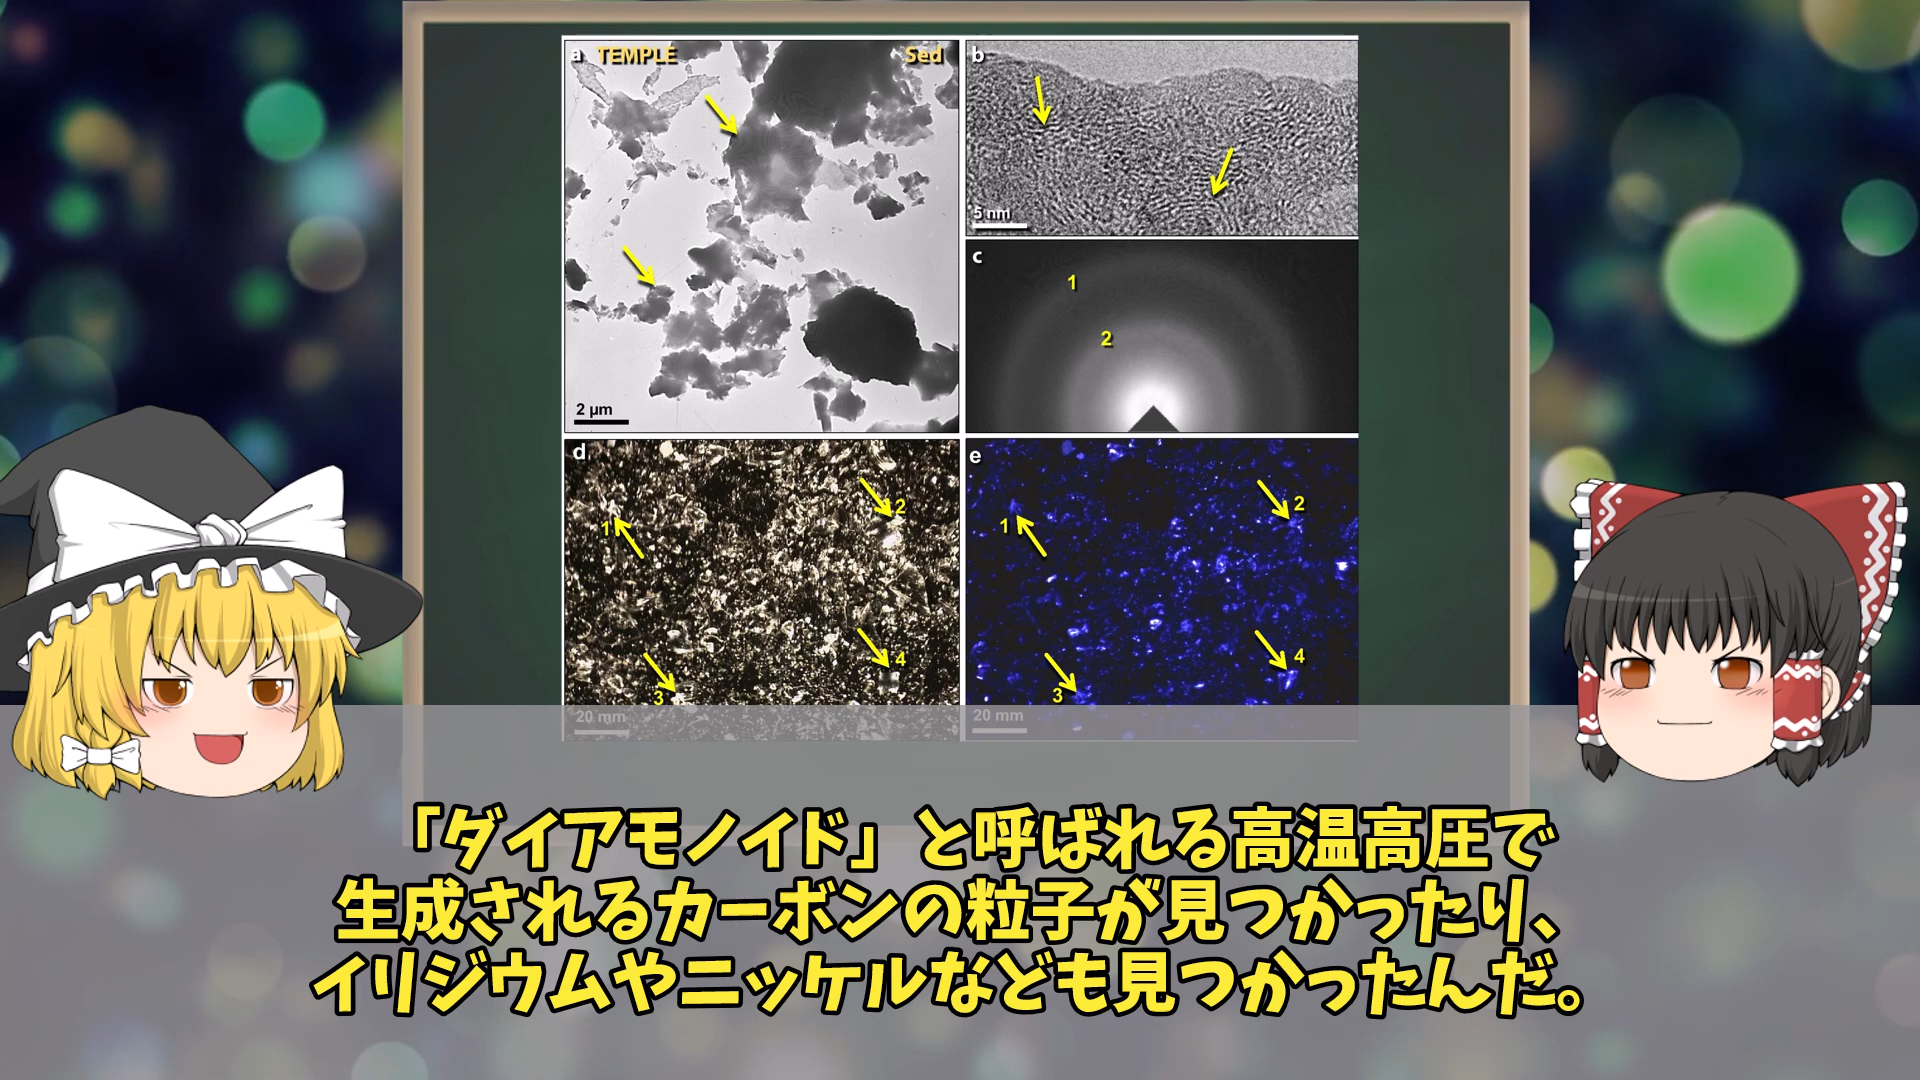 a TEMPLE Sed
2 µm
b
5 nm
c
1
2
d
1
2
3
4
20 mm
e
1
2
3
4
20 mm
「ダイアモノイド」と呼ばれる高温高圧で
生成されるカーボンの粒子が見つかったり、
イリジウムやニッケルなども見つかったんだ。